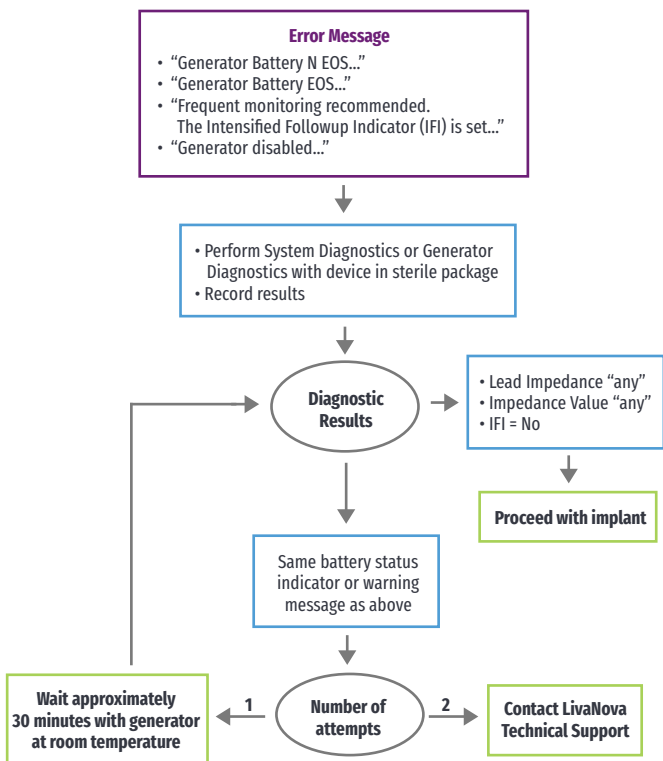 Error Message
• “Generator Battery N EOS...”
• “Generator Battery EOS...”
• “Frequent monitoring recommended.
The Intensified Followup Indicator (IFI) is set...”
• “Generator disabled...”
• Perform System Diagnostics or Generator
Diagnostics with device in sterile package
• Record results
Diagnostic
Results
• Lead Impedance “any”
• Impedance Value “any”
• IFI = No
Proceed with implant
Same battery status
indicator or warning
message as above
Wait approximately
30 minutes with generator
at room temperature
1
Number of
attempts
2
Contact LivaNova
Technical Support